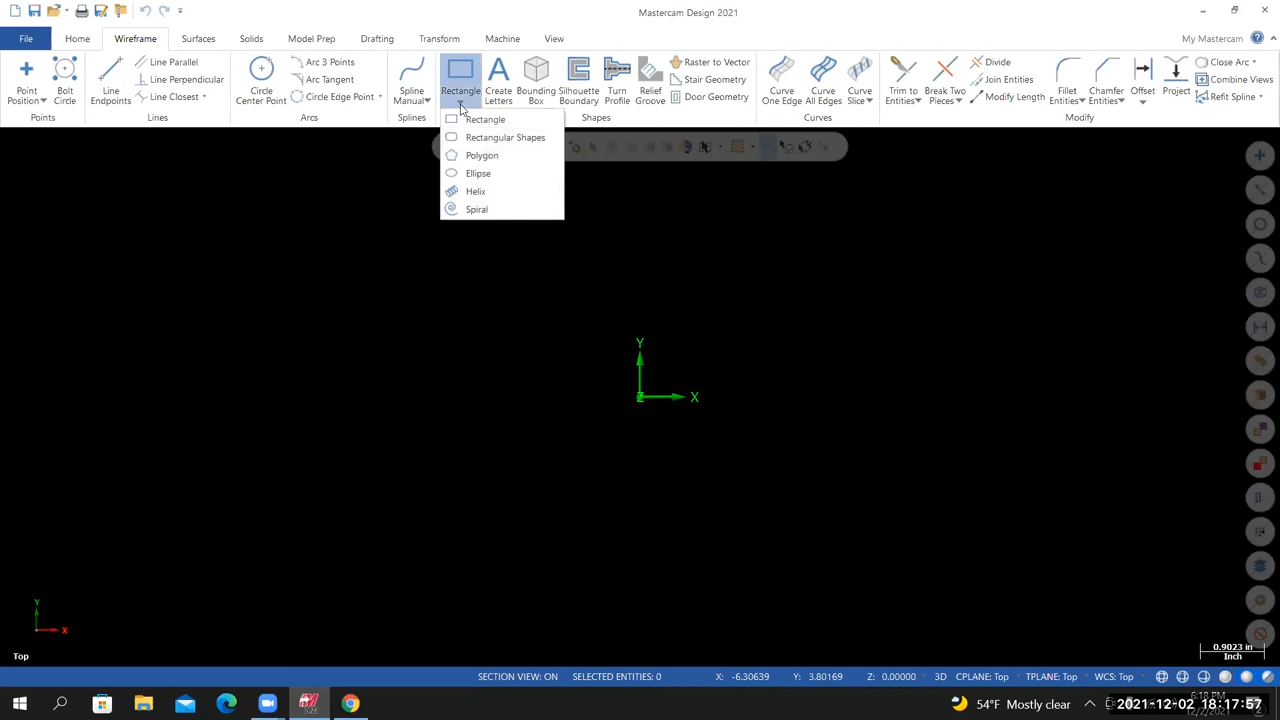 Mastercam Design 2021
File
Home
Wireframe
Surfaces
Solids
Model Prep
Drafting
Transform
Machine
View
My Mastercam
Point
Position
Bolt
Circle
Points
Line
Endpoints
Line Parallel
Line Perpendicular
Line Closest
Lines
Circle
Center Point
Arc 3 Points
Arc Tangent
Circle Edge Point
Arcs
Spline
Manual
Splines
Rectangle
Create
Letters
Bounding
Box
Silhouette
Boundary
Turn
Profile
Relief
Groove
Raster to Vector
Stair Geometry
Door Geometry
Shapes
Curve
One Edge
Curve
All Edges
Curve
Slice
Curves
Trim to
Entities
Break Two
Pieces
Divide
Join Entities
Modify Length
Fillet
Entities
Chamfer
Entities
Offset
Project
Close Arc
Combine Views
Refit Spline
Modify
Rectangle
Rectangular Shapes
Polygon
Ellipse
Helix
Spiral
Y
Z
X
Y
X
Top
0.9023 in
Inch
SECTION VIEW: ON
SELECTED ENTITIES: 0
X: -6.30639
Y: 3.80169
Z: 0.00000
3D
CPLANE: Top
TPLANE: Top
WCS: Top
54°F Mostly clear
6:18 PM
2021-12-02 18:17:57
12/2/2021